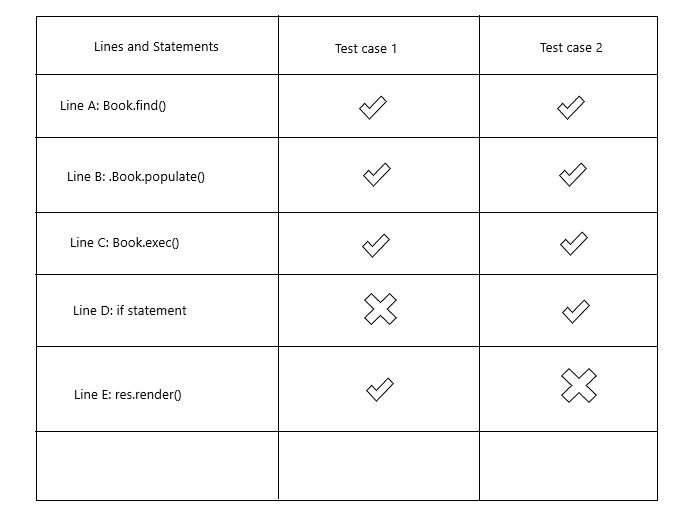 Lines and Statements
Test case 1
Test case 2
Line A: Book.find()
Line B: .Book.populate()
Line C: Book.exec()
Line D: if statement
Line E: res.render()